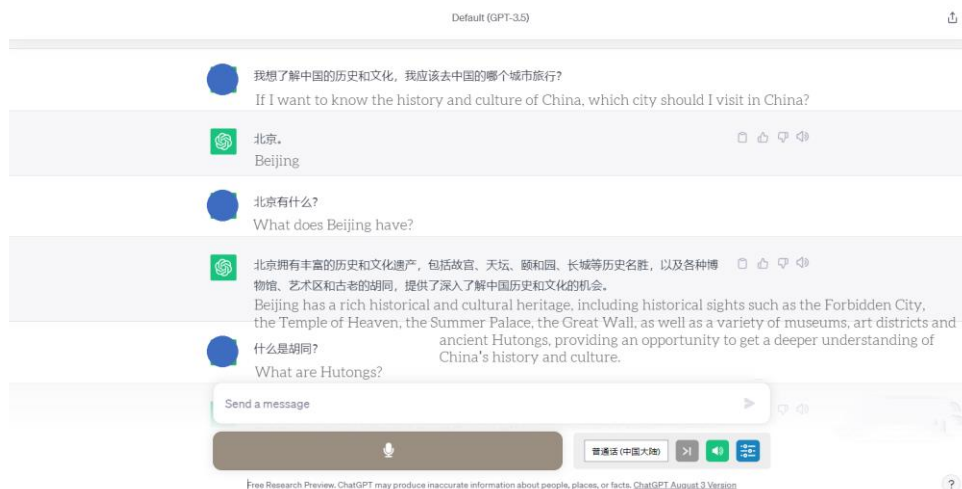 Default (GPT-3.5)
我想了解中国的历史和文化，我应该去中国的哪个城市旅行?
If I want to know the history and culture of China, which city should I visit in China?
北京。
Beijing
北京有什么?
What does Beijing have?
北京拥有丰富的历史和文化遗产，包括故宫、天坛、颐和园、长城等历史名胜，以及各种博
物馆、艺术区和古老的胡同，提供了深入了解中国历史和文化的机会。
Beijing has a rich historical and cultural heritage, including historical sights such as the Forbidden City,
the Temple of Heaven, the Summer Palace, the Great Wall, as well as a variety of museums, art districts and
ancient Hutongs, providing an opportunity to get a deeper understanding of
China's history and culture.
什么是胡同?
What are Hutongs?
Send a message
普通话 (中国大陆)
Free Research Preview. ChatGPT may produce inaccurate information about people, places, or facts. ChatGPT August 3 Version
?